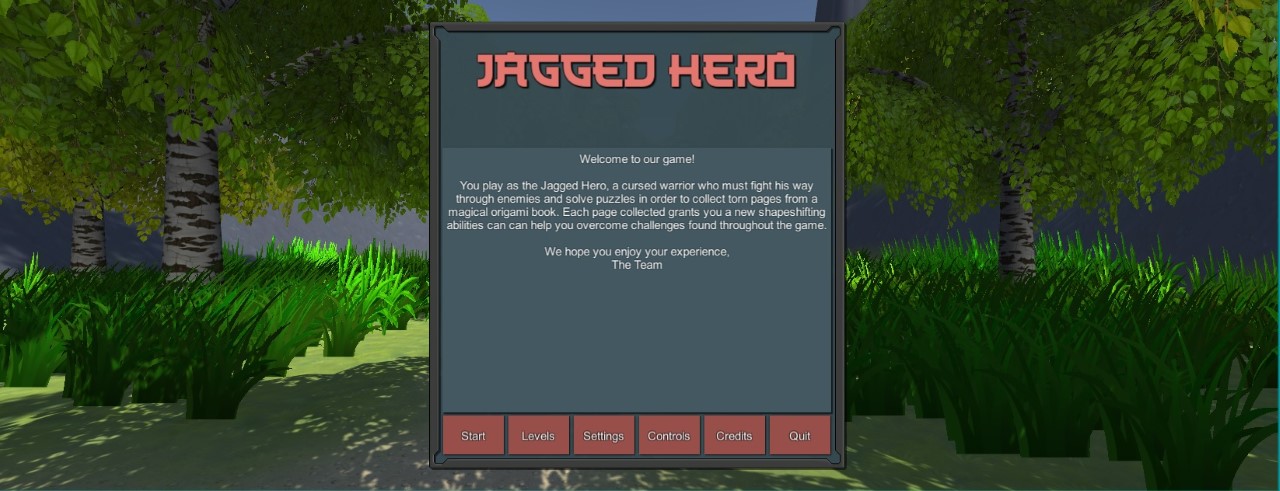 JAGGED HERO
Welcome to our game!
You play as the Jagged Hero, a cursed warrior who must fight his way
through enemies and solve puzzles in order to collect torn pages from a
magical origami book. Each page collected grants you a new shapeshifting
abilities can can help you overcome challenges found throughout the game.
We hope you enjoy your experience,
The Team
Start Levels Settings Controls Credits Quit